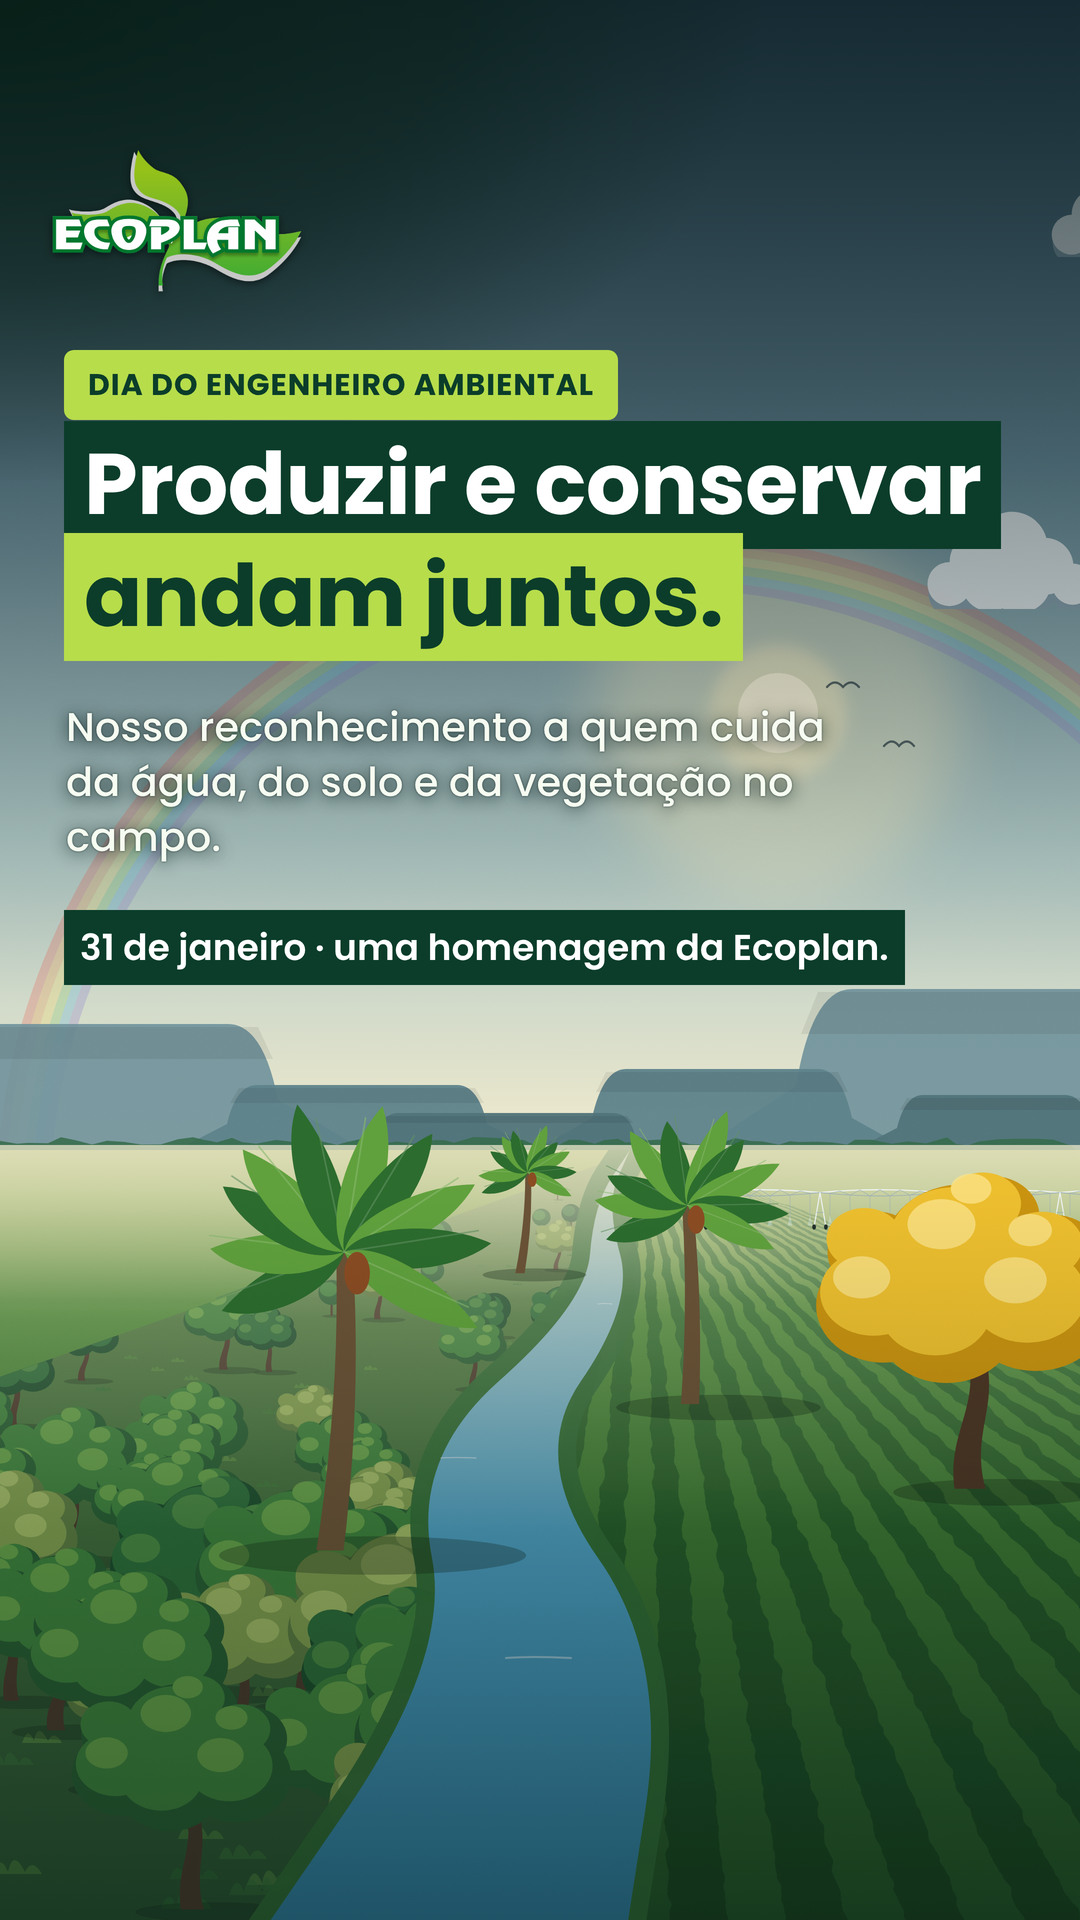 ECOPLAN
DIA DO ENGENHEIRO AMBIENTAL
Produzir e conservar
andam juntos.
Nosso reconhecimento a quem cuida
da água, do solo e da vegetação no
campo.
31 de janeiro · uma homenagem da Ecoplan.